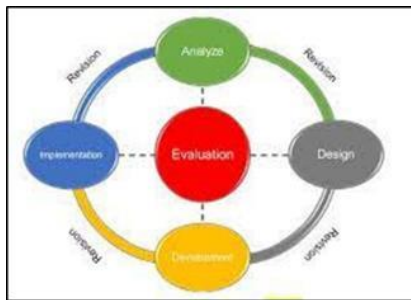 Analyze
Revision
Revision
Implementation
Evaluation
Design
Development
Revision
Revision